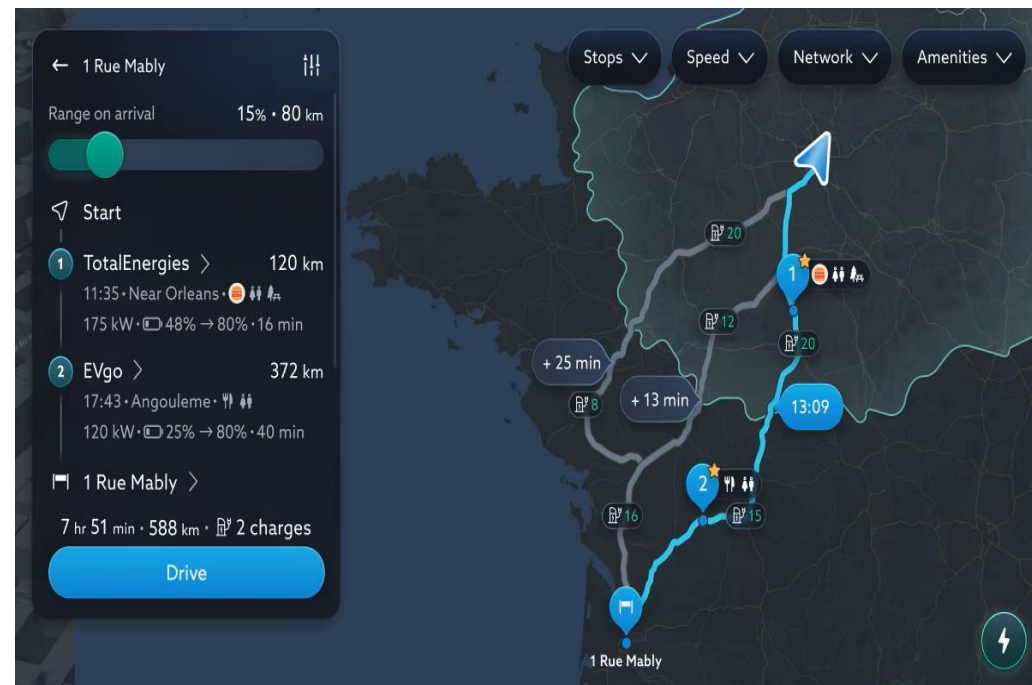 1 Rue Mably
Range on arrival 15% • 80 km
Start
1 TotalEnergies > 120 km
11:35 • Near Orleans •
175 kW • 48% → 80% • 16 min
2 EVgo > 372 km
17:43 • Angouleme •
120 kW • 25% → 80% • 40 min
1 Rue Mably >
7 hr 51 min • 588 km • 2 charges
Drive
Stops Speed Network Amenities
20
1
12
20
+ 25 min
8
+ 13 min
13:09
2
16
15
1 Rue Mably